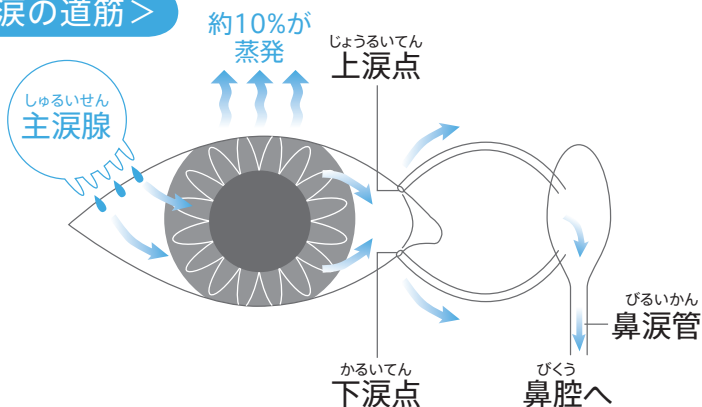 涙の道筋＞
約10%が
蒸発
じょうるいてん
上涙点
しゅるいせん
主涙腺
びるいかん
鼻涙管
かるいてん
下涙点
びくう
鼻腔へ